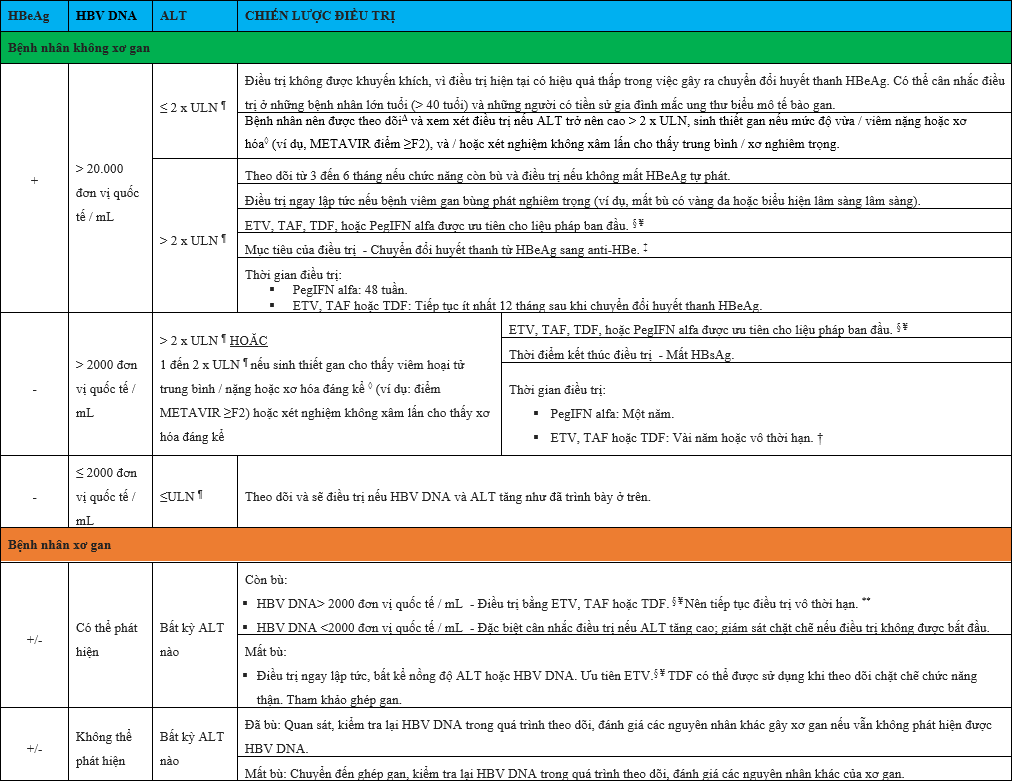 HBeAg HBV DNA ALT CHIẾN LƯỢC ĐIỀU TRỊ
Bệnh nhân không xơ gan
+
> 20.000
đơn vị quốc
tế / mL
≤ 2 x ULN ¶
Điều trị không được khuyến khích, vì điều trị hiện tại có hiệu quả thấp trong việc gây ra chuyển đổi huyết thanh HBeAg. Có thể cân nhắc điều
trị ở những bệnh nhân lớn tuổi (> 40 tuổi) và những người có tiền sử gia đình mắc ung thư biểu mô tế bào gan.
Bệnh nhân nên được theo dõiΔ và xem xét điều trị nếu ALT trở nên cao > 2 x ULN, sinh thiết gan nếu mức độ vừa / viêm nặng hoặc xơ
hóa◊ (ví dụ, METAVIR điểm ≥F2), và / hoặc xét nghiệm không xâm lấn cho thấy trung bình / xơ nghiêm trọng.
> 2 x ULN ¶
Theo dõi từ 3 đến 6 tháng nếu chức năng còn bù và điều trị nếu không mất HBeAg tự phát.
Điều trị ngay lập tức nếu bệnh viêm gan bùng phát nghiêm trọng (ví dụ, mất bù có vàng da hoặc biểu hiện lâm sàng lâm sàng).
ETV, TAF, TDF, hoặc PegIFN alfa được ưu tiên cho liệu pháp ban đầu. § ¥
Mục tiêu của điều trị - Chuyển đổi huyết thanh từ HBeAg sang anti-HBe. ‡
Thời gian điều trị:
▪ PegIFN alfa: 48 tuần.
▪ ETV, TAF hoặc TDF: Tiếp tục ít nhất 12 tháng sau khi chuyển đổi huyết thanh HBeAg.
-
> 2000 đơn
vị quốc tế /
mL
> 2 x ULN ¶ HOẶC
1 đến 2 x ULN ¶ nếu sinh thiết gan cho thấy viêm hoại tử
trung bình / nặng hoặc xơ hóa đáng kể ◊ (ví dụ: điểm
METAVIR ≥F2) hoặc xét nghiệm không xâm lấn cho thấy xơ
hóa đáng kể
ETV, TAF, TDF, hoặc PegIFN alfa được ưu tiên cho liệu pháp ban đầu. § ¥
Thời điểm kết thúc điều trị - Mất HBsAg.
Thời gian điều trị:
▪ PegIFN alfa: Một năm.
▪ ETV, TAF hoặc TDF: Vài năm hoặc vô thời hạn. †
-
≤ 2000 đơn
vị quốc tế /
mL
≤ULN ¶
Theo dõi và sẽ điều trị nếu HBV DNA và ALT tăng như đã trình bày ở trên.
Bệnh nhân xơ gan
+/-
Có thể phát
hiện
Bất kỳ ALT
nào
Còn bù:
▪ HBV DNA> 2000 đơn vị quốc tế / mL - Điều trị bằng ETV, TAF hoặc TDF. § ¥ Nên tiếp tục điều trị vô thời hạn. **
▪ HBV DNA <2000 đơn vị quốc tế / mL - Đặc biệt cân nhắc điều trị nếu ALT tăng cao; giám sát chặt chẽ nếu điều trị không được bắt đầu.
Mất bù:
▪ Điều trị ngay lập tức, bất kể nồng độ ALT hoặc HBV DNA. Ưu tiên ETV.§ ¥ TDF có thể được sử dụng khi theo dõi chặt chẽ chức năng
thận. Tham khảo ghép gan.
+/-
Không thể
phát hiện
Bất kỳ ALT
nào
Đã bù: Quan sát, kiểm tra lại HBV DNA trong quá trình theo dõi, đánh giá các nguyên nhân khác gây xơ gan nếu vẫn không phát hiện được
HBV DNA.
Mất bù: Chuyển đến ghép gan, kiểm tra lại HBV DNA trong quá trình theo dõi, đánh giá các nguyên nhân khác của xơ gan.